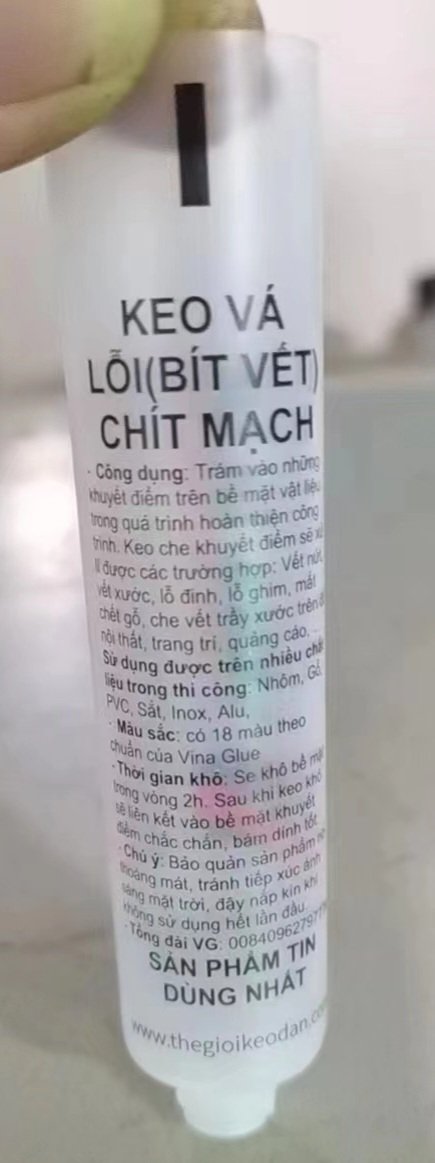 KEO VÁ
LỖI(BÍT VẾT)
CHÍT MẠCH
· Công dụng: Trám vào những
khuyết điểm trên bề mặt vật liệu
trong quá trình hoàn thiện công
trình. Keo che khuyết điểm sẽ
được các trường hợp: Vết nứt,
vết xước, lỗ đinh, lỗ ghim, mắt
chết gỗ, che vết trầy xước trên
nội thất, trang trí, quảng cáo,
Sử dụng được trên nhiều chất
liệu trong thi công: Nhôm, Gỗ,
PVC, Sắt, Inox, Alu,
· Màu sắc: có 18 màu theo
chuẩn của Vina Glue
·Thời gian khô: Se khô bề mặt
trong vòng 2h. Sau khi keo khô
sẽ liên kết vào bề mặt khuyết
điểm chắc chắn, bám dính tốt
·Chú ý: Bảo quản sản phẩm
thoáng mát, tránh tiếp xúc ánh
sáng mặt trời, đậy nắp kín khi
không sử dụng hết lần đầu.
·Tổng đài VG:
SẢN PHẨM TIN
DÙNG NHẤT
www.thegioikeodan.com